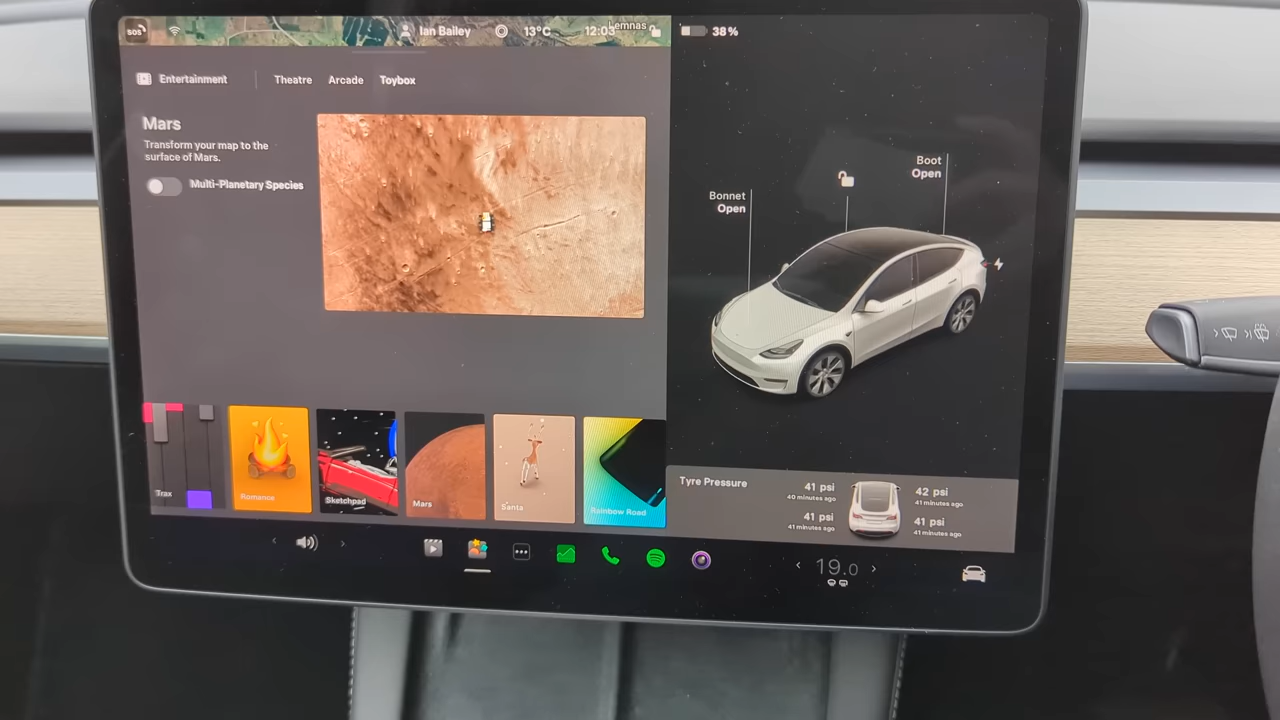 SOS
Ian Bailey
13°C
12:03
Lemnas
38 %
Entertainment
Theatre
Arcade
Toybox
Mars
Transform your map to the
surface of Mars.
Multi-Planetary Species
Bonnet
Open
Boot
Open
Trax
Romance
Sketchpad
Mars
Santa
Rainbow Road
Tyre Pressure
41 psi
40 minutes ago
42 psi
41 minutes ago
41 psi
41 minutes ago
41 psi
41 minutes ago
19.0